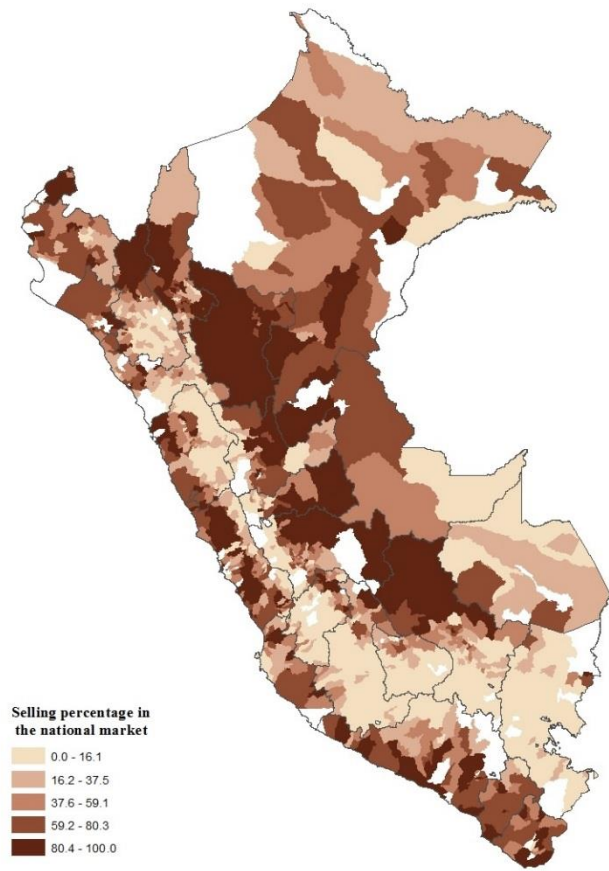 Selling percentage in
the national market
0.0 - 16.1
16.2 - 37.5
37.6 - 59.1
59.2 - 80.3
80.4 - 100.0